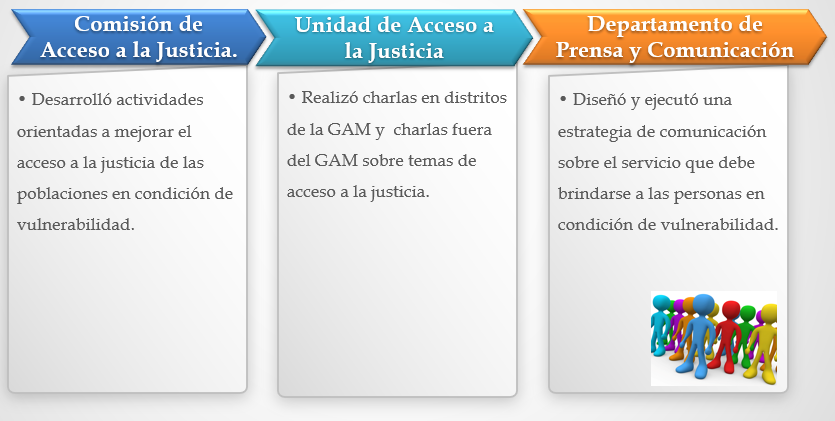 Comisión de
Acceso a la Justicia.
• Desarrolló actividades
orientadas a mejorar el
acceso a la justicia de las
poblaciones en condición de
vulnerabilidad.
Unidad de Acceso a
la Justicia
• Realizó charlas en distritos
de la GAM y  charlas fuera
del GAM sobre temas de
acceso a la justicia.
Departamento de
Prensa y Comunicación
• Diseñó y ejecutó una
estrategia de comunicación
sobre el servicio que debe
brindarse a las personas en
condición de vulnerabilidad.